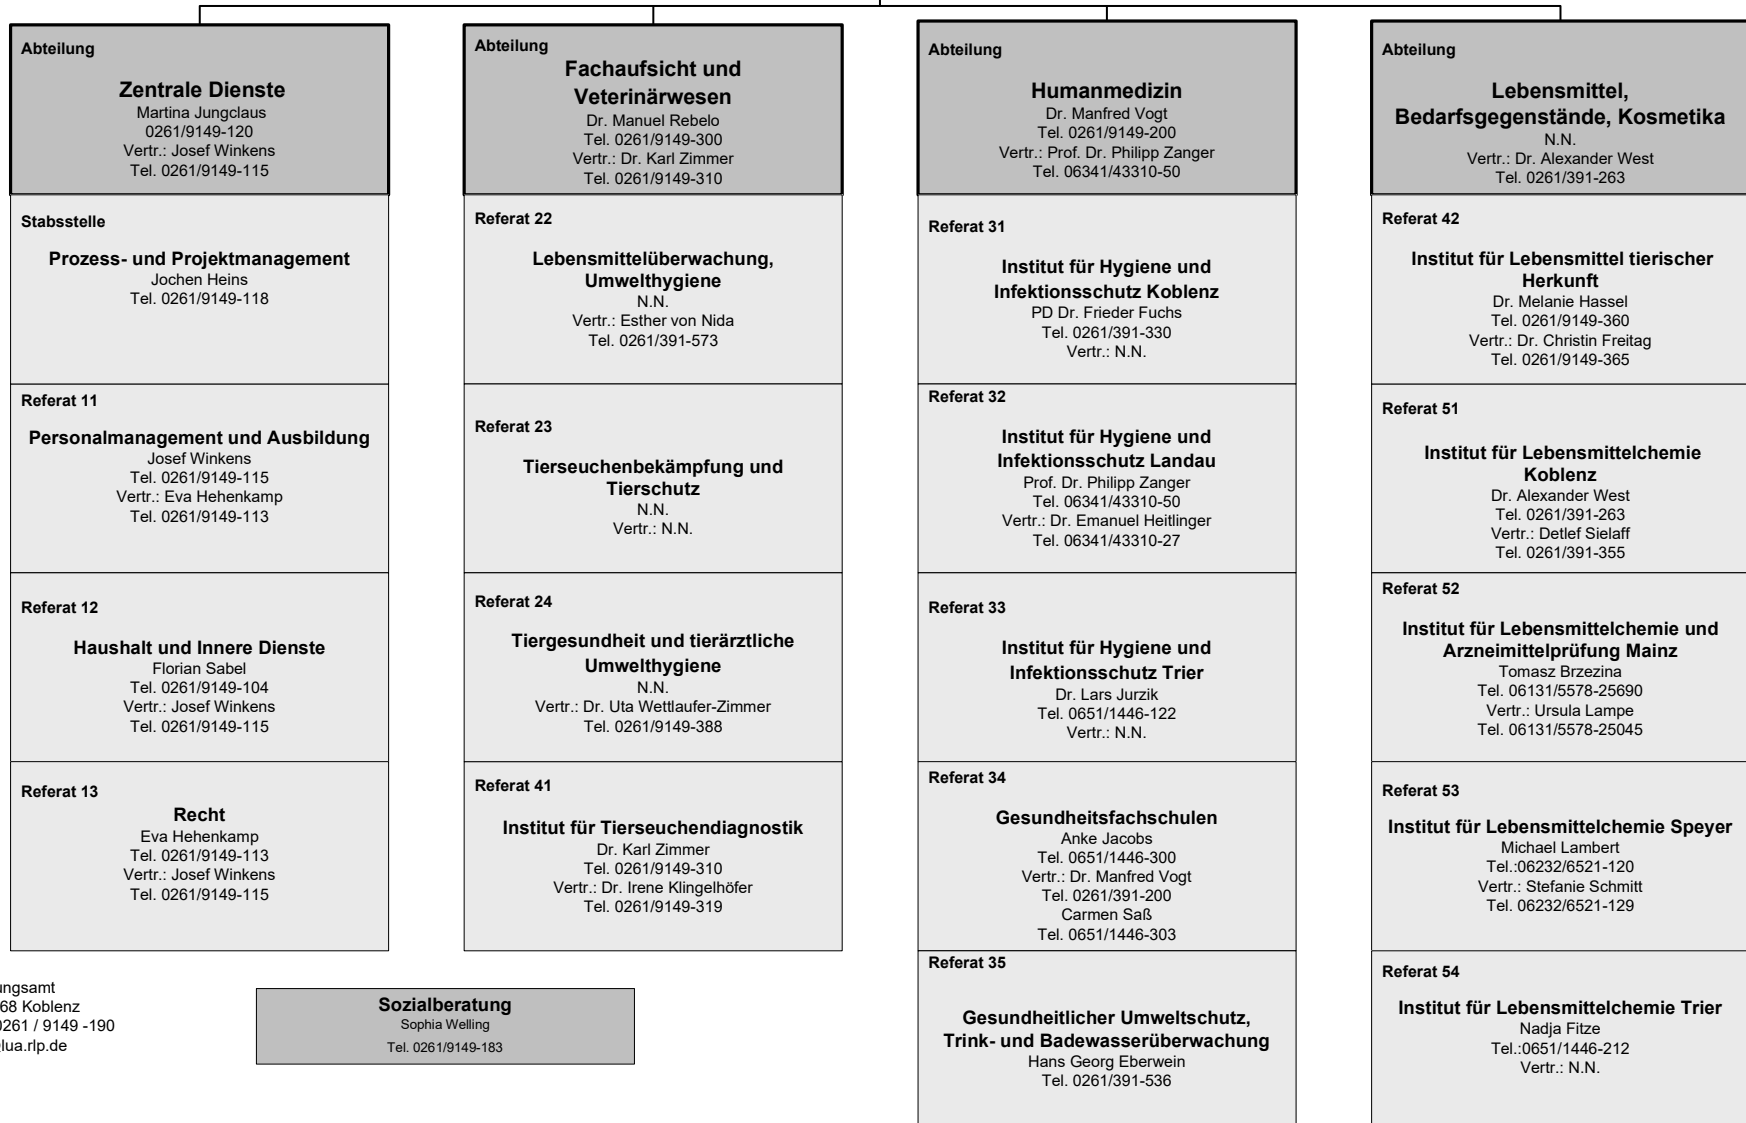 Abteilung
Zentrale Dienste
Martina Jungclaus
0261/9149-120
Vertr.: Josef Winkens
Tel. 0261/9149-115
Stabsstelle
Prozess- und Projektmanagement
Jochen Heins
Tel. 0261/9149-118
Referat 11
Personalmanagement und Ausbildung
Josef Winkens
Tel. 0261/9149-115
Vertr.: Eva Hehenkamp
Tel. 0261/9149-113
Referat 12
Haushalt und Innere Dienste
Florian Sabel
Tel. 0261/9149-104
Vertr.: Josef Winkens
Tel. 0261/9149-115
Referat 13
Recht
Eva Hehenkamp
Tel. 0261/9149-113
Vertr.: Josef Winkens
Tel. 0261/9149-115
Abteilung
Fachaufsicht und
Veterinärwesen
Dr. Manuel Rebelo
Tel. 0261/9149-300
Vertr.: Dr. Karl Zimmer
Tel. 0261/9149-310
Referat 22
Lebensmittelüberwachung,
Umwelthygiene
N.N.
Vertr.: Esther von Nida
Tel. 0261/391-573
Referat 23
Tierseuchenbekämpfung und
Tierschutz
N.N.
Vertr.: N.N.
Referat 24
Tiergesundheit und tierärztliche
Umwelthygiene
N.N.
Vertr.: Dr. Uta Wettlaufer-Zimmer
Tel. 0261/9149-388
Referat 41
Institut für Tierseuchendiagnostik
Dr. Karl Zimmer
Tel. 0261/9149-310
Vertr.: Dr. Irene Klingelhöfer
Tel. 0261/9149-319
Abteilung
Humanmedizin
Dr. Manfred Vogt
Tel. 0261/9149-200
Vertr.: Prof. Dr. Philipp Zanger
Tel. 06341/43310-50
Referat 31
Institut für Hygiene und
Infektionsschutz Koblenz
PD Dr. Frieder Fuchs
Tel. 0261/391-330
Vertr.: N.N.
Referat 32
Institut für Hygiene und
Infektionsschutz Landau
Prof. Dr. Philipp Zanger
Tel. 06341/43310-50
Vertr.: Dr. Emanuel Heitlinger
Tel. 06341/43310-27
Referat 33
Institut für Hygiene und
Infektionsschutz Trier
Dr. Lars Jurzik
Tel. 0651/1446-122
Vertr.: N.N.
Referat 34
Gesundheitsfachschulen
Anke Jacobs
Tel. 0651/1446-300
Vertr.: Dr. Manfred Vogt
Tel. 0261/391-200
Carmen Saß
Tel. 0651/1446-303
Referat 35
Gesundheitlicher Umweltschutz,
Trink- und Badewasserüberwachung
Hans Georg Eberwein
Tel. 0261/391-536
Abteilung
Lebensmittel,
Bedarfsgegenstände, Kosmetika
N.N.
Vertr.: Dr. Alexander West
Tel. 0261/391-263
Referat 42
Institut für Lebensmittel tierischer
Herkunft
Dr. Melanie Hassel
Tel. 0261/9149-360
Vertr.: Dr. Christin Freitag
Tel. 0261/9149-365
Referat 51
Institut für Lebensmittelchemie
Koblenz
Dr. Alexander West
Tel. 0261/391-263
Vertr.: Detlef Sielaff
Tel. 0261/391-355
Referat 52
Institut für Lebensmittelchemie und
Arzneimittelprüfung Mainz
Tomasz Brzezina
Tel. 06131/5578-25690
Vertr.: Ursula Lampe
Tel. 06131/5578-25045
Referat 53
Institut für Lebensmittelchemie Speyer
Michael Lambert
Tel.:06232/6521-120
Vertr.: Stefanie Schmitt
Tel. 06232/6521-129
Referat 54
Institut für Lebensmittelchemie Trier
Nadja Fitze
Tel.:0651/1446-212
Vertr.: N.N.
ungsamt
68 Koblenz
0261 / 9149 -190
lua.rlp.de
Sozialberatung
Sophia Welling
Tel. 0261/9149-183